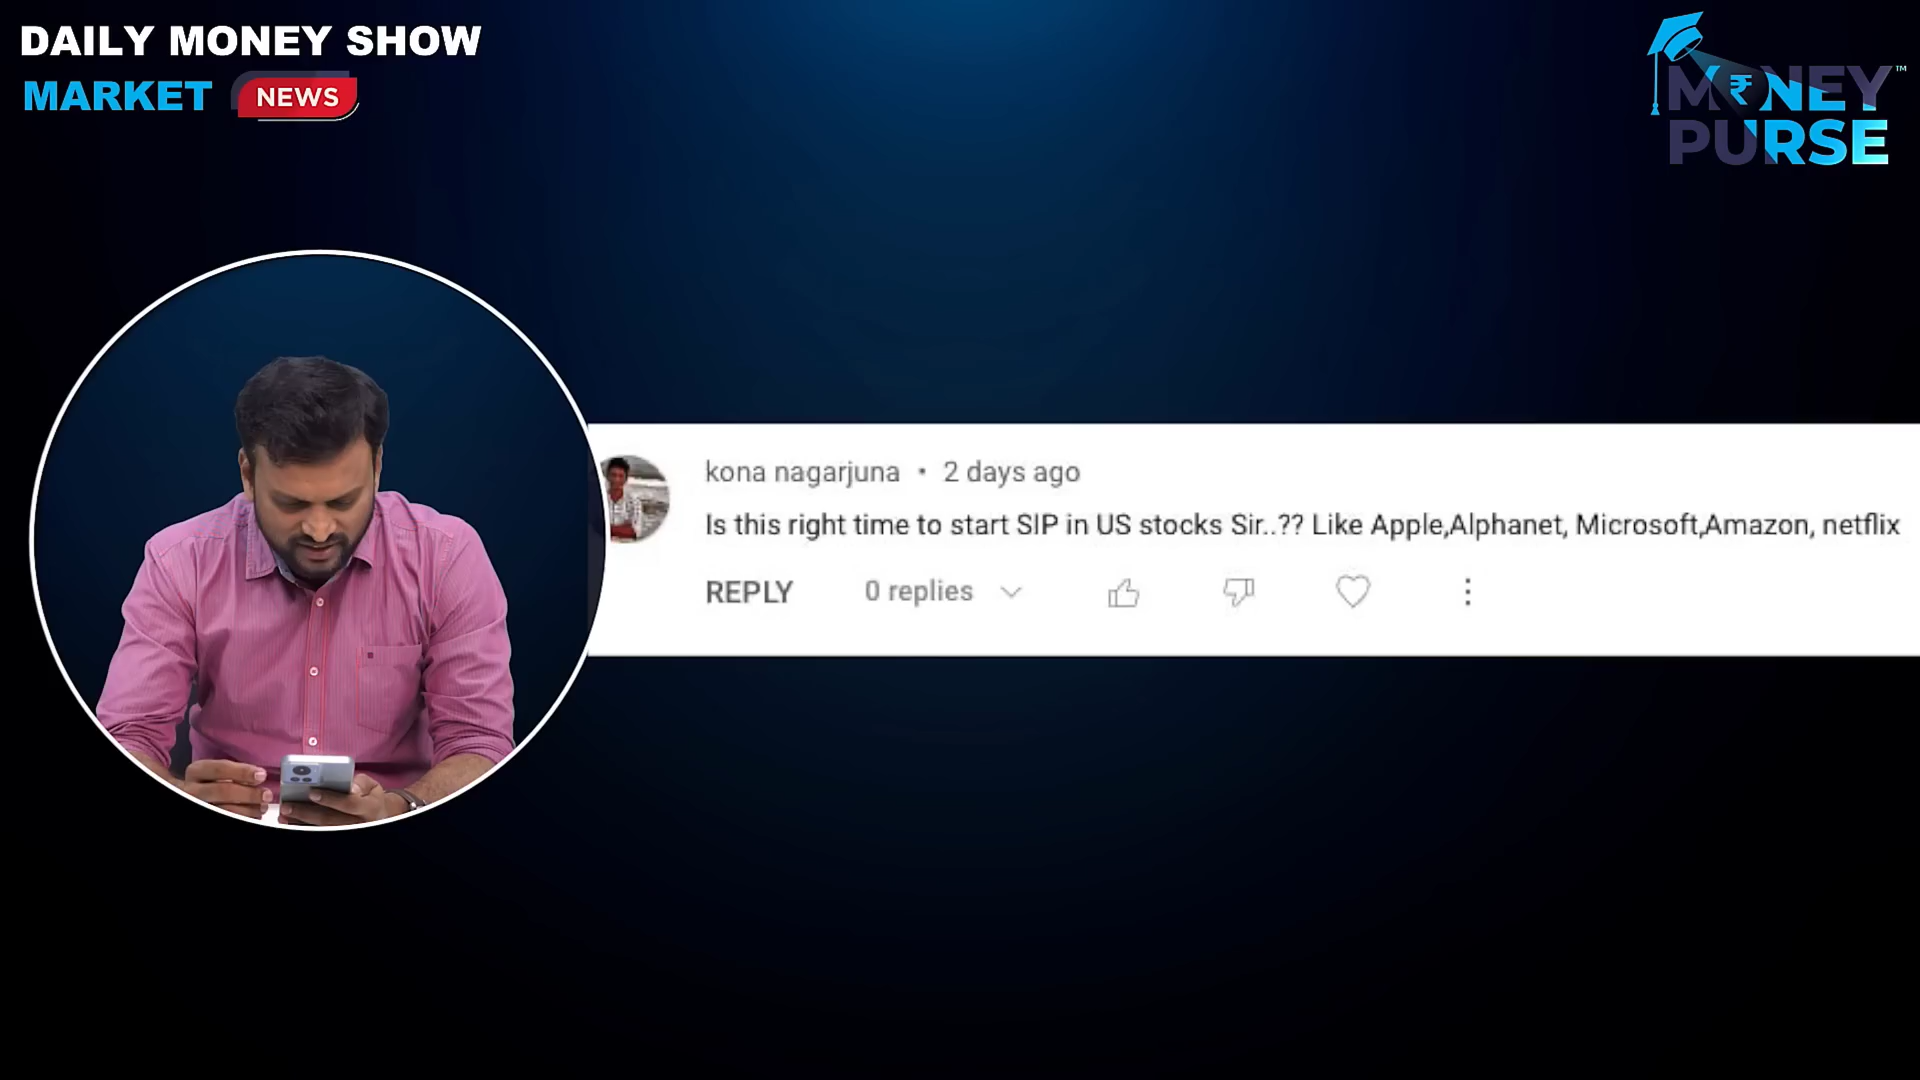 DAILY MONEY SHOW
MARKET NEWS
M₹NEY™
PURSE
kona nagarjuna • 2 days ago
Is this right time to start SIP in US stocks Sir..?? Like Apple,Alphanet, Microsoft,Amazon, netflix
REPLY 0 replies